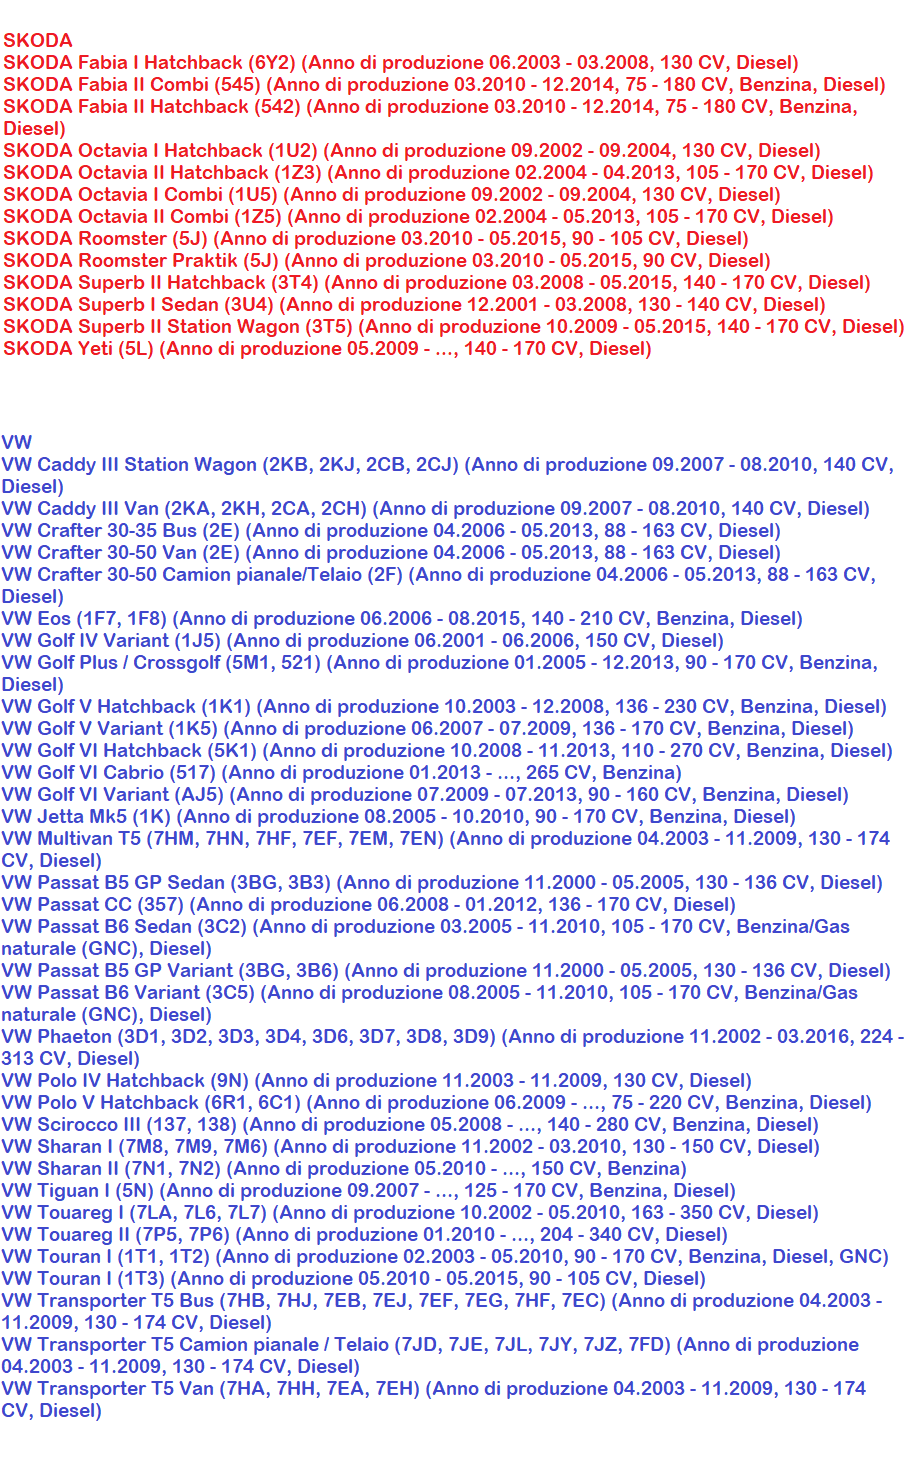 SKODA
SKODA Fabia I Hatchback (6Y2) (Anno di produzione 06.2003 - 03.2008, 130 CV, Diesel)
SKODA Fabia II Combi (545) (Anno di produzione 03.2010 - 12.2014, 75 - 180 CV, Benzina, Diesel)
SKODA Fabia II Hatchback (542) (Anno di produzione 03.2010 - 12.2014, 75 - 180 CV, Benzina,
Diesel)
SKODA Octavia I Hatchback (1U2) (Anno di produzione 09.2002 - 09.2004, 130 CV, Diesel)
SKODA Octavia II Hatchback (1Z3) (Anno di produzione 02.2004 - 04.2013, 105 - 170 CV, Diesel)
SKODA Octavia I Combi (1U5) (Anno di produzione 09.2002 - 09.2004, 130 CV, Diesel)
SKODA Octavia II Combi (1Z5) (Anno di produzione 02.2004 - 05.2013, 105 - 170 CV, Diesel)
SKODA Roomster (5J) (Anno di produzione 03.2010 - 05.2015, 90 - 105 CV, Diesel)
SKODA Roomster Praktik (5J) (Anno di produzione 03.2010 - 05.2015, 90 CV, Diesel)
SKODA Superb II Hatchback (3T4) (Anno di produzione 03.2008 - 05.2015, 140 - 170 CV, Diesel)
SKODA Superb I Sedan (3U4) (Anno di produzione 12.2001 - 03.2008, 130 - 140 CV, Diesel)
SKODA Superb II Station Wagon (3T5) (Anno di produzione 10.2009 - 05.2015, 140 - 170 CV, Diesel)
SKODA Yeti (5L) (Anno di produzione 05.2009 - ..., 140 - 170 CV, Diesel)
VW
VW Caddy III Station Wagon (2KB, 2KJ, 2CB, 2CJ) (Anno di produzione 09.2007 - 08.2010, 140 CV,
Diesel)
VW Caddy III Van (2KA, 2KH, 2CA, 2CH) (Anno di produzione 09.2007 - 08.2010, 140 CV, Diesel)
VW Crafter 30-35 Bus (2E) (Anno di produzione 04.2006 - 05.2013, 88 - 163 CV, Diesel)
VW Crafter 30-50 Van (2E) (Anno di produzione 04.2006 - 05.2013, 88 - 163 CV, Diesel)
VW Crafter 30-50 Camion pianale/Telaio (2F) (Anno di produzione 04.2006 - 05.2013, 88 - 163 CV,
Diesel)
VW Eos (1F7, 1F8) (Anno di produzione 06.2006 - 08.2015, 140 - 210 CV, Benzina, Diesel)
VW Golf IV Variant (1J5) (Anno di produzione 06.2001 - 06.2006, 150 CV, Diesel)
VW Golf Plus / Crossgolf (5M1, 521) (Anno di produzione 01.2005 - 12.2013, 90 - 170 CV, Benzina,
Diesel)
VW Golf V Hatchback (1K1) (Anno di produzione 10.2003 - 12.2008, 136 - 230 CV, Benzina, Diesel)
VW Golf V Variant (1K5) (Anno di produzione 06.2007 - 07.2009, 136 - 170 CV, Benzina, Diesel)
VW Golf VI Hatchback (5K1) (Anno di produzione 10.2008 - 11.2013, 110 - 270 CV, Benzina, Diesel)
VW Golf VI Cabrio (517) (Anno di produzione 01.2013 - ..., 265 CV, Benzina)
VW Golf VI Variant (AJ5) (Anno di produzione 07.2009 - 07.2013, 90 - 160 CV, Benzina, Diesel)
VW Jetta Mk5 (1K) (Anno di produzione 08.2005 - 10.2010, 90 - 170 CV, Benzina, Diesel)
VW Multivan T5 (7HM, 7HN, 7HF, 7EF, 7EM, 7EN) (Anno di produzione 04.2003 - 11.2009, 130 - 174
CV, Diesel)
VW Passat B5 GP Sedan (3BG, 3B3) (Anno di produzione 11.2000 - 05.2005, 130 - 136 CV, Diesel)
VW Passat CC (357) (Anno di produzione 06.2008 - 01.2012, 136 - 170 CV, Diesel)
VW Passat B6 Sedan (3C2) (Anno di produzione 03.2005 - 11.2010, 105 - 170 CV, Benzina/Gas
naturale (GNC), Diesel)
VW Passat B5 GP Variant (3BG, 3B6) (Anno di produzione 11.2000 - 05.2005, 130 - 136 CV, Diesel)
VW Passat B6 Variant (3C5) (Anno di produzione 08.2005 - 11.2010, 105 - 170 CV, Benzina/Gas
naturale (GNC), Diesel)
VW Phaeton (3D1, 3D2, 3D3, 3D4, 3D6, 3D7, 3D8, 3D9) (Anno di produzione 11.2002 - 03.2016, 224 -
313 CV, Diesel)
VW Polo IV Hatchback (9N) (Anno di produzione 11.2003 - 11.2009, 130 CV, Diesel)
VW Polo V Hatchback (6R1, 6C1) (Anno di produzione 06.2009 - ..., 75 - 220 CV, Benzina, Diesel)
VW Scirocco III (137, 138) (Anno di produzione 05.2008 - ..., 140 - 280 CV, Benzina, Diesel)
VW Sharan I (7M8, 7M9, 7M6) (Anno di produzione 11.2002 - 03.2010, 130 - 150 CV, Diesel)
VW Sharan II (7N1, 7N2) (Anno di produzione 05.2010 - ..., 150 CV, Benzina)
VW Tiguan I (5N) (Anno di produzione 09.2007 - ..., 125 - 170 CV, Benzina, Diesel)
VW Touareg I (7LA, 7L6, 7L7) (Anno di produzione 10.2002 - 05.2010, 163 - 350 CV, Diesel)
VW Touareg II (7P5, 7P6) (Anno di produzione 01.2010 - ..., 204 - 340 CV, Diesel)
VW Touran I (1T1, 1T2) (Anno di produzione 02.2003 - 05.2010, 90 - 170 CV, Benzina, Diesel, GNC)
VW Touran I (1T3) (Anno di produzione 05.2010 - 05.2015, 90 - 105 CV, Diesel)
VW Transporter T5 Bus (7HB, 7HJ, 7EB, 7EJ, 7EF, 7EG, 7HF, 7EC) (Anno di produzione 04.2003 -
11.2009, 130 - 174 CV, Diesel)
VW Transporter T5 Camion pianale / Telaio (7JD, 7JE, 7JL, 7JY, 7JZ, 7FD) (Anno di produzione
04.2003 - 11.2009, 130 - 174 CV, Diesel)
VW Transporter T5 Van (7HA, 7HH, 7EA, 7EH) (Anno di produzione 04.2003 - 11.2009, 130 - 174
CV, Diesel)